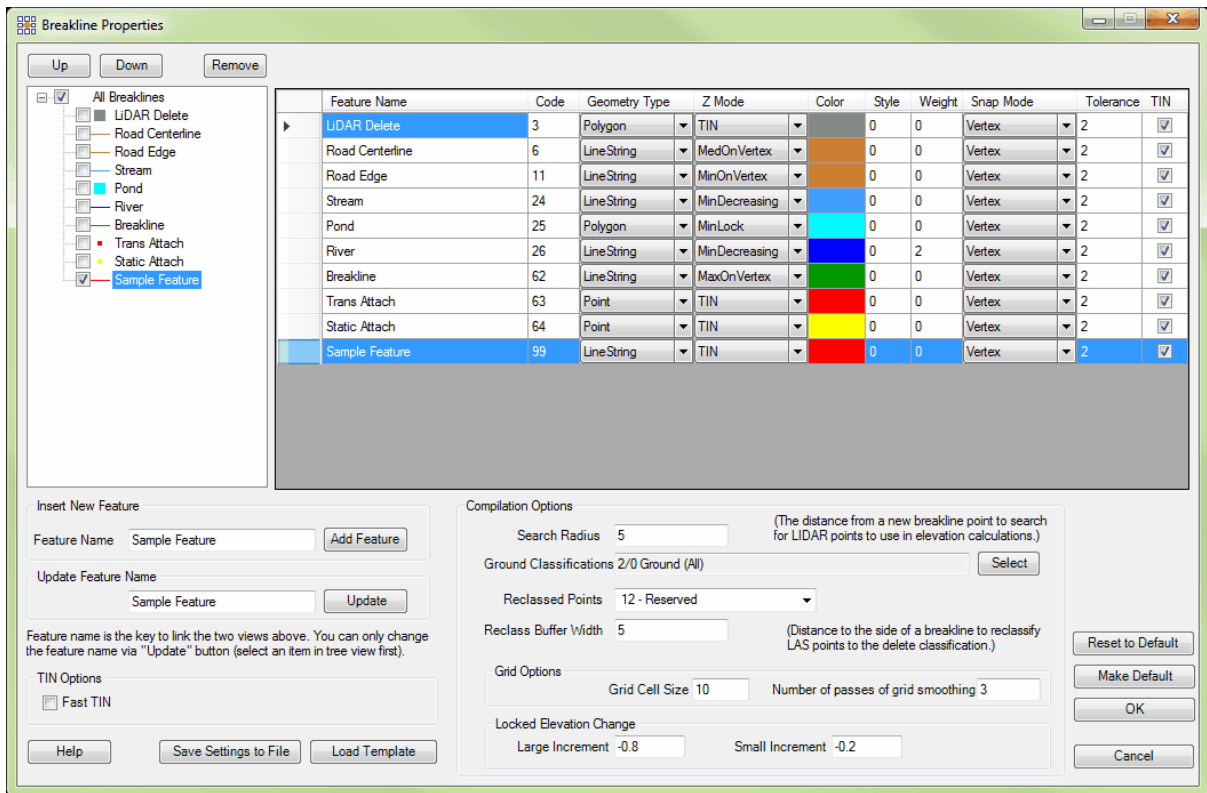 Breakline Properties
Up Down Remove
All Breaklines
LiDAR Delete
Road Centerline
Road Edge
Stream
Pond
River
Breakline
Trans Attach
Static Attach
Sample Feature
Feature Name Code Geometry Type Z Mode Color Style Weight Snap Mode Tolerance TIN
LiDAR Delete 3 Polygon TIN 0 0 Vertex 2
Road Centerline 6 LineString MedOnVertex 0 0 Vertex 2
Road Edge 11 LineString MinOnVertex 0 0 Vertex 2
Stream 24 LineString MinDecreasing 0 0 Vertex 2
Pond 25 Polygon MinLock 0 0 Vertex 2
River 26 LineString MinDecreasing 0 2 Vertex 2
Breakline 62 LineString MaxOnVertex 0 0 Vertex 2
Trans Attach 63 Point TIN 0 0 Vertex 2
Static Attach 64 Point TIN 0 0 Vertex 2
Sample Feature 99 LineString TIN 0 0 Vertex 2
Insert New Feature
Feature Name Sample Feature Add Feature
Update Feature Name
Sample Feature Update
Feature name is the key to link the two views above. You can only change
the feature name via "Update" button (select an item in tree view first).
TIN Options
Fast TIN
Help Save Settings to File Load Template
Compilation Options
Search Radius 5 (The distance from a new breakline point to search
for LIDAR points to use in elevation calculations.)
Ground Classifications 2/0 Ground (All) Select
Reclassed Points 12 - Reserved
Reclass Buffer Width 5 (Distance to the side of a breakline to reclassify
LAS points to the delete classification.)
Grid Options
Grid Cell Size 10 Number of passes of grid smoothing 3
Locked Elevation Change
Large Increment -0.8 Small Increment -0.2
Reset to Default
Make Default
OK
Cancel